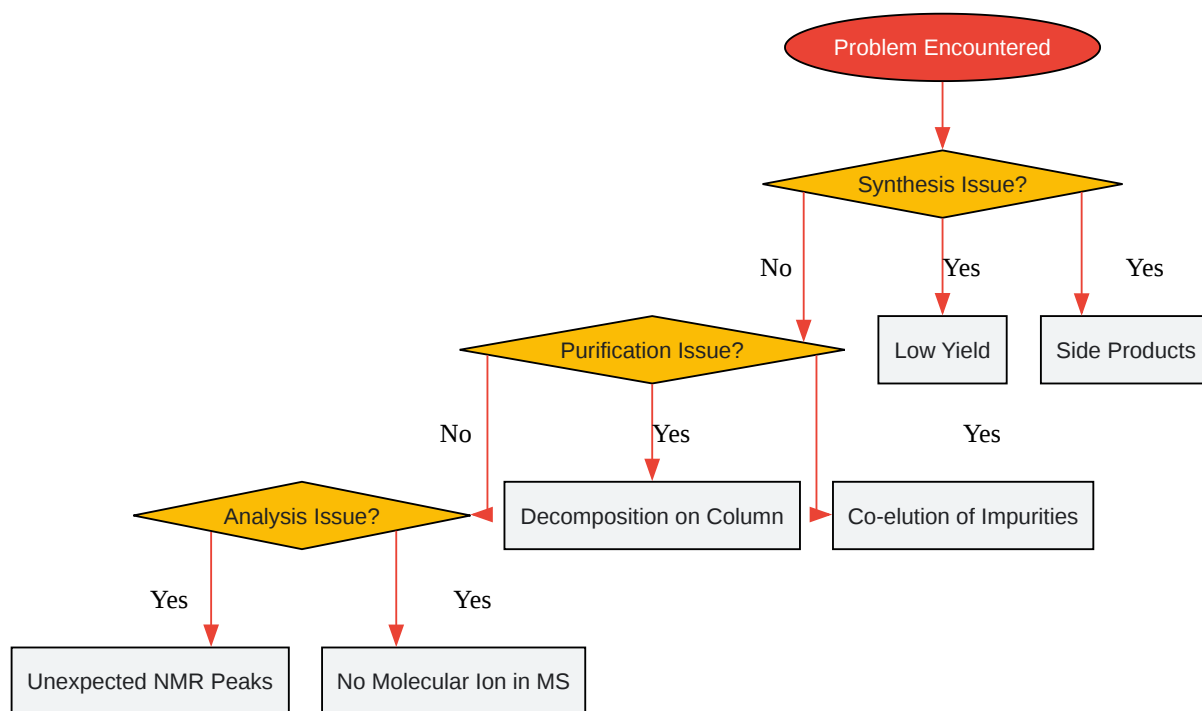 Problem Encountered
Synthesis Issue?
No
Yes
Yes
Purification Issue?
Low Yield
Side Products
No
Yes
Yes
Analysis Issue?
Decomposition on Column
Co-elution of Impurities
Yes
Yes
Unexpected NMR Peaks
No Molecular Ion in MS